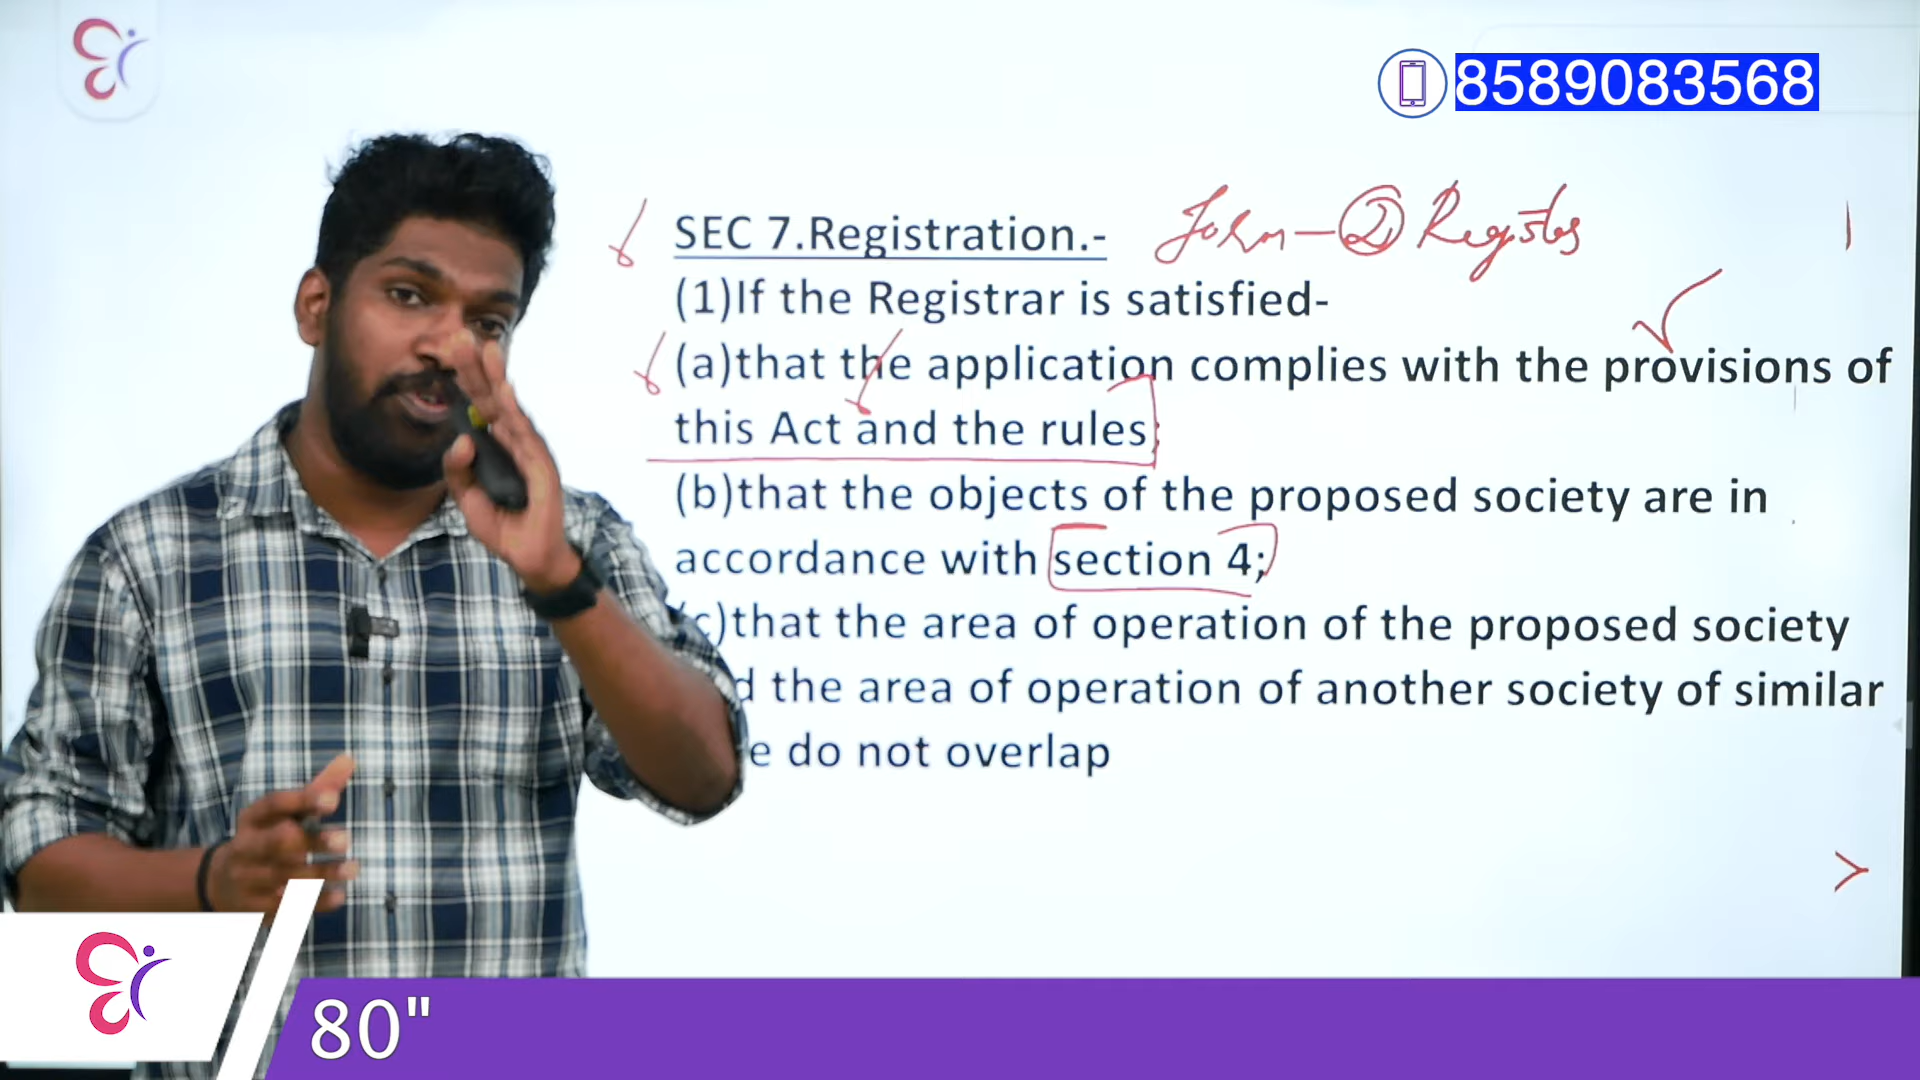 8589083568
SEC 7.Registration.- John - 2 Register
(1)If the Registrar is satisfied-
(a)that the application complies with the provisions of
this Act and the rules;
(b)that the objects of the proposed society are in
accordance with section 4;
c)that the area of operation of the proposed society
d the area of operation of another society of similar
e do not overlap
80"